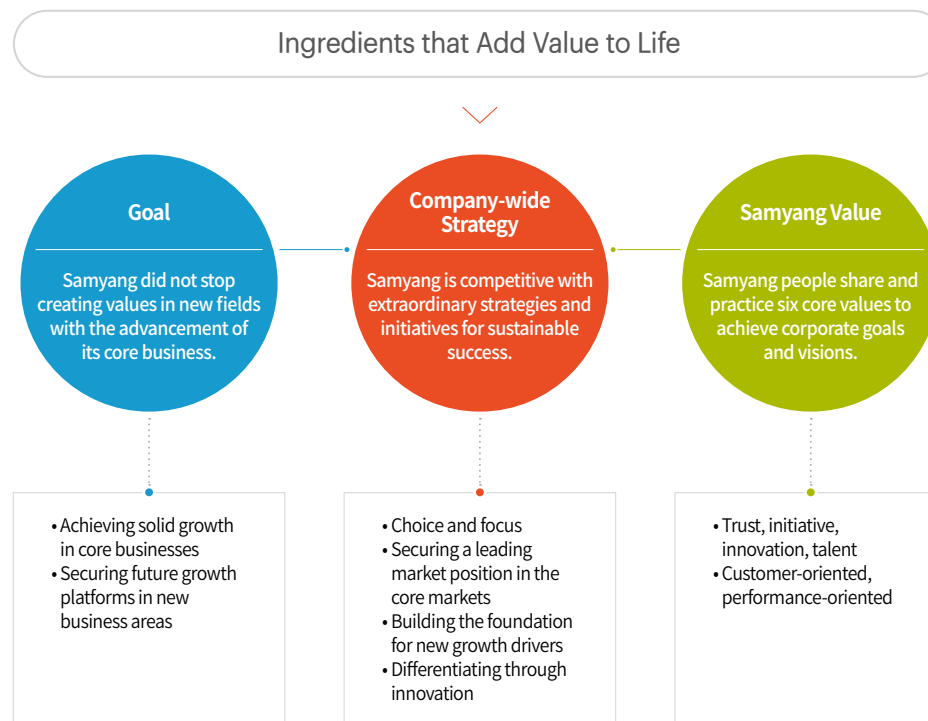 Ingredients that Add Value to Life
Goal
Samyang did not stop
creating values in new fields
with the advancement of
its core business.
Company-wide
Strategy
Samyang is competitive with
extraordinary strategies and
initiatives for sustainable
success.
Samyang Value
Samyang people share and
practice six core values to
achieve corporate goals
and visions.
• Achieving solid growth
in core businesses
• Securing future growth
platforms in new
business areas
• Choice and focus
• Securing a leading
market position in the
core markets
• Building the foundation
for new growth drivers
• Differentiating through
innovation
• Trust, initiative,
innovation, talent
• Customer-oriented,
performance-oriented